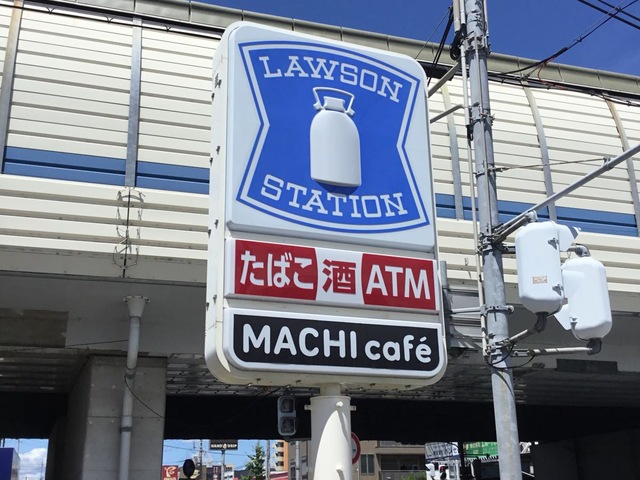 LAWSON
STATION
たばこ 酒 ATM
MACHI café